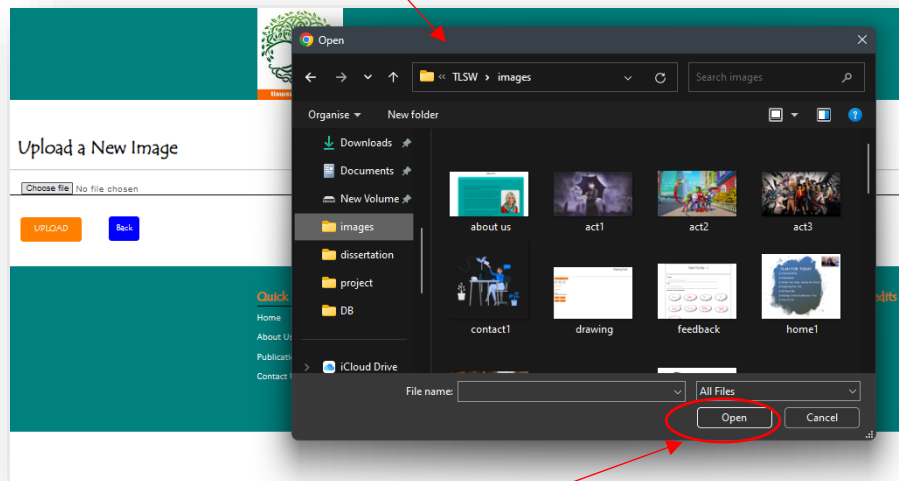 Open
TLSW > images
Search images
Organise
New folder
Upload a New Image
Choose file No file chosen
UPLOAD
Back
Downloads
Documents
New Volume
images
dissertation
project
DB
iCloud Drive
about us
act1
act2
act3
contact1
drawing
feedback
home1
Quick
Home
About Us
Contact
File name:
All Files
Open
Cancel